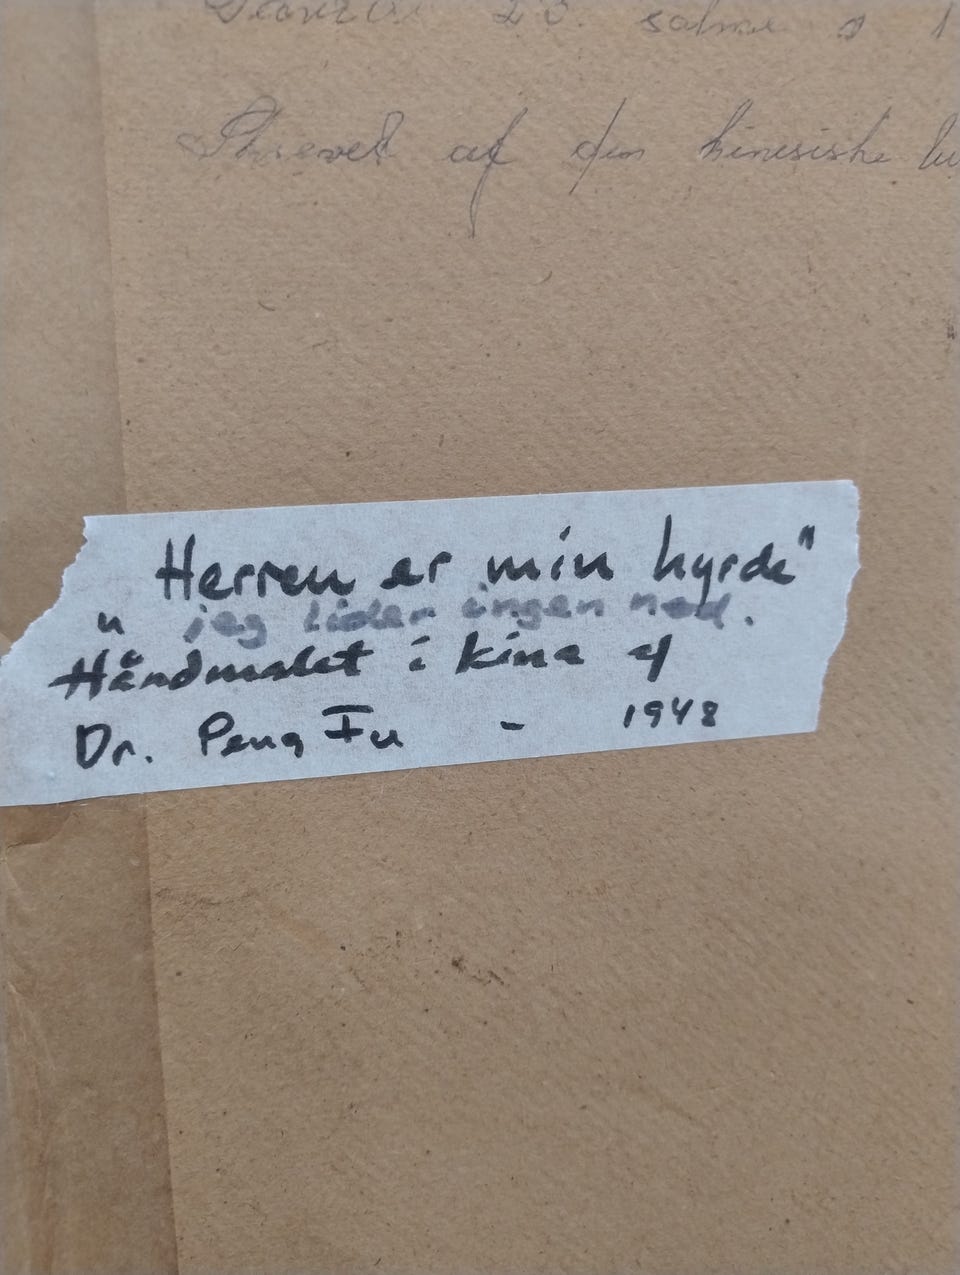 23. salme
Skrevet af den kinesiske
"Herren er min hyrde"
" jeg lider ingen nød.
Håndmalet i kina af
Dr. Peng Fu - 1948